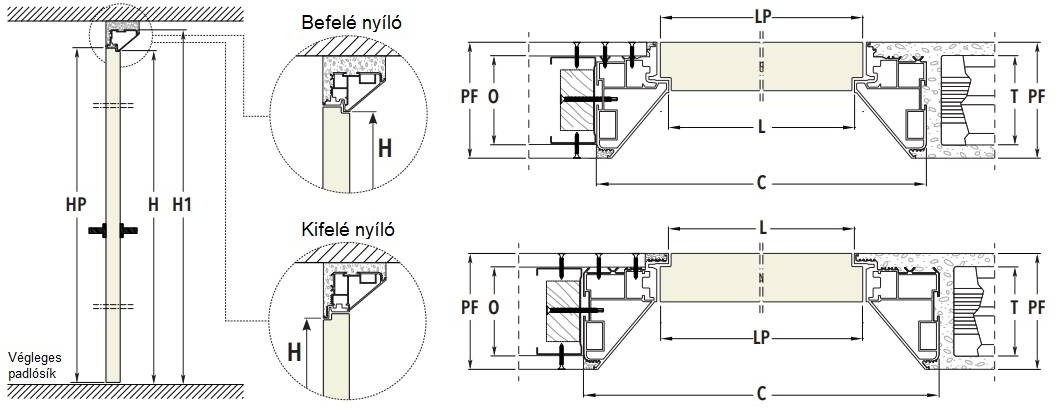 Befelé nyíló
H
HP
H
H1
Kifelé nyíló
H
Végleges
padlósík
LP
PF
O
T
PF
L
C
L
PF
O
T
PF
LP
C